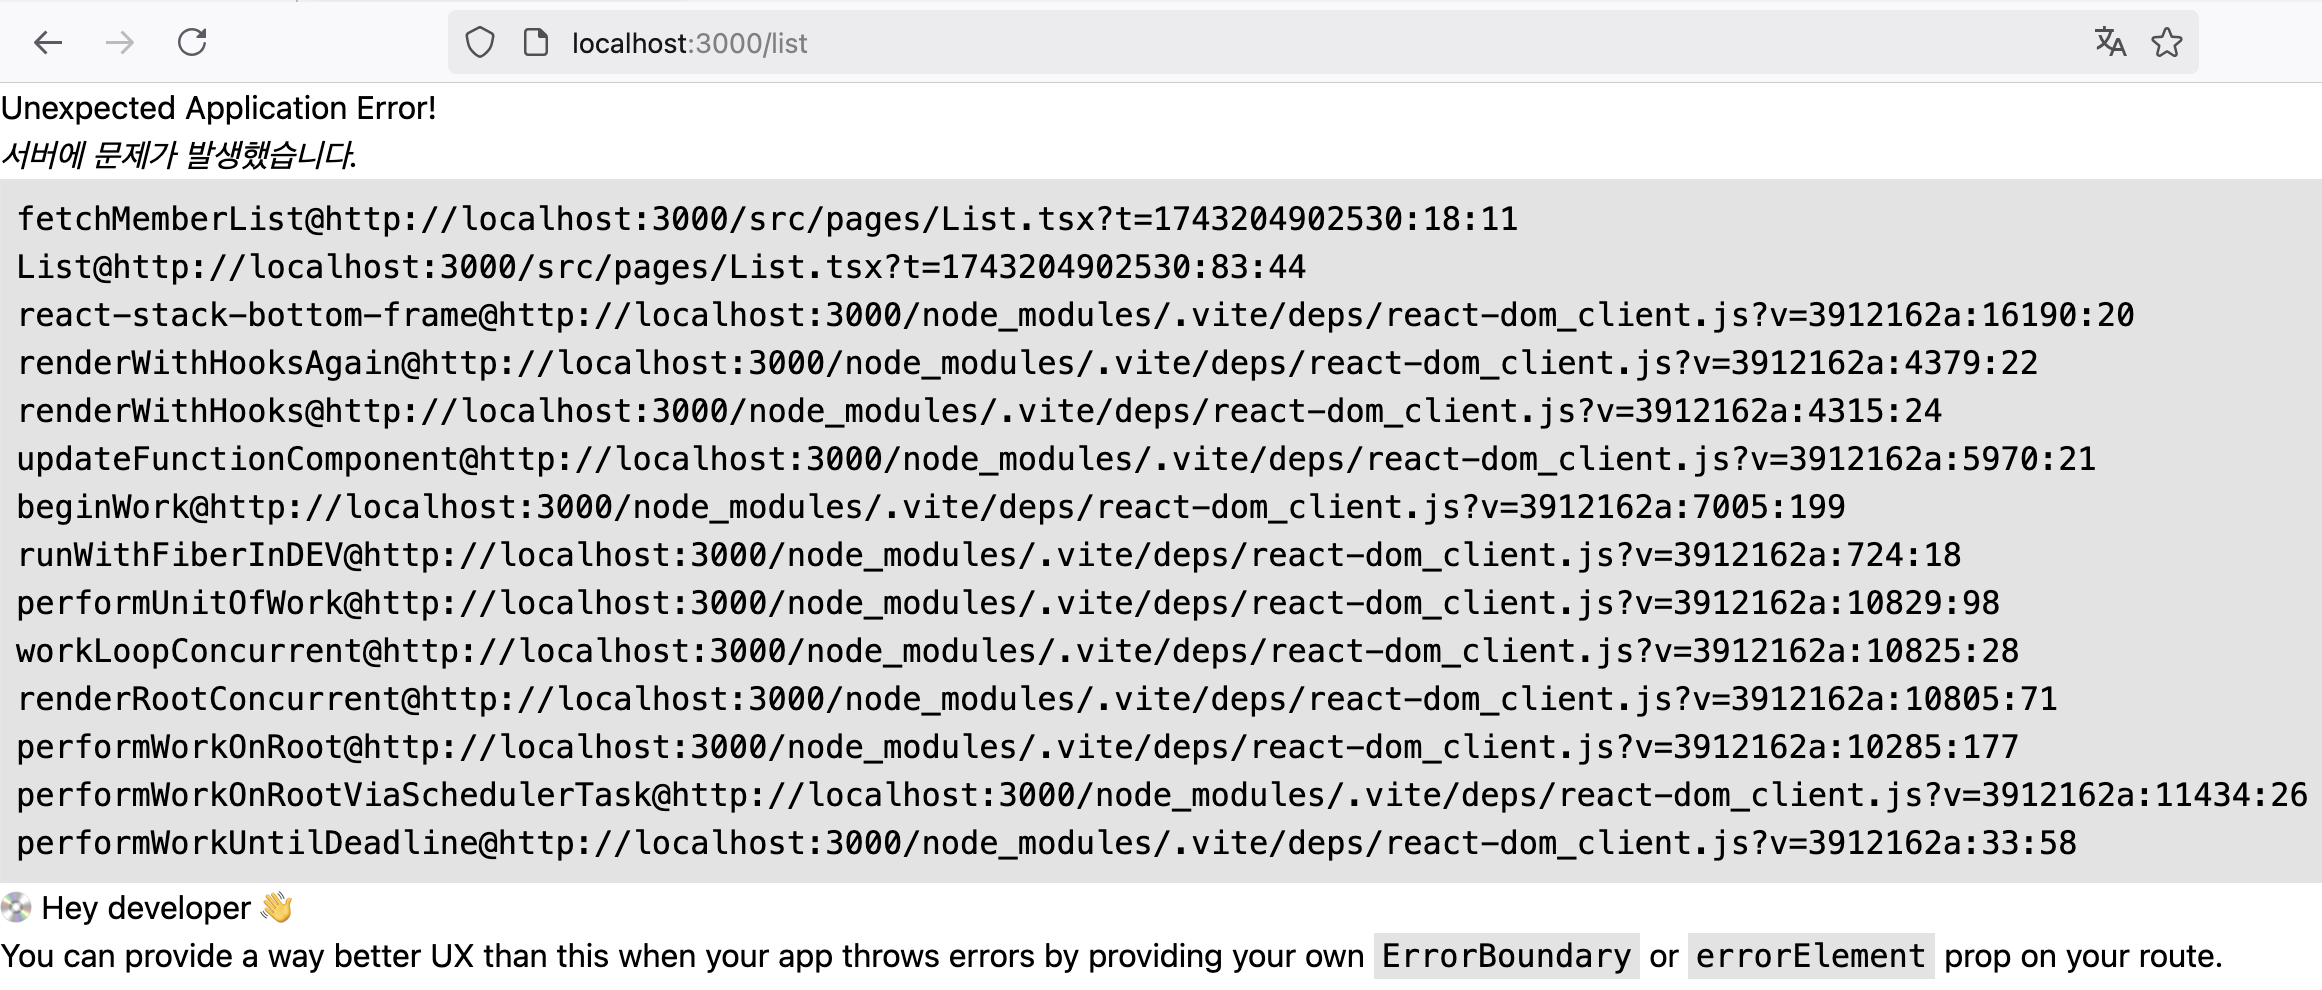 localhost:3000/list
Unexpected Application Error!
서버에 문제가 발생했습니다.
fetchMemberList@http://localhost:3000/src/pages/List.tsx?t=1743204902530:18:11
List@http://localhost:3000/src/pages/List.tsx?t=1743204902530:83:44
react-stack-bottom-frame@http://localhost:3000/node_modules/.vite/deps/react-dom_client.js?v=3912162a:16190:20
renderWithHooksAgain@http://localhost:3000/node_modules/.vite/deps/react-dom_client.js?v=3912162a:4379:22
renderWithHooks@http://localhost:3000/node_modules/.vite/deps/react-dom_client.js?v=3912162a:4315:24
updateFunctionComponent@http://localhost:3000/node_modules/.vite/deps/react-dom_client.js?v=3912162a:5970:21
beginWork@http://localhost:3000/node_modules/.vite/deps/react-dom_client.js?v=3912162a:7005:199
runWithFiberInDEV@http://localhost:3000/node_modules/.vite/deps/react-dom_client.js?v=3912162a:724:18
performUnitOfWork@http://localhost:3000/node_modules/.vite/deps/react-dom_client.js?v=3912162a:10829:98
workLoopConcurrent@http://localhost:3000/node_modules/.vite/deps/react-dom_client.js?v=3912162a:10825:28
renderRootConcurrent@http://localhost:3000/node_modules/.vite/deps/react-dom_client.js?v=3912162a:10805:71
performWorkOnRoot@http://localhost:3000/node_modules/.vite/deps/react-dom_client.js?v=3912162a:10285:177
performWorkOnRootViaSchedulerTask@http://localhost:3000/node_modules/.vite/deps/react-dom_client.js?v=3912162a:11434:26
performWorkUntilDeadline@http://localhost:3000/node_modules/.vite/deps/react-dom_client.js?v=3912162a:33:58
💿 Hey developer 👋
You can provide a way better UX than this when your app throws errors by providing your own ErrorBoundary or errorElement prop on your route.